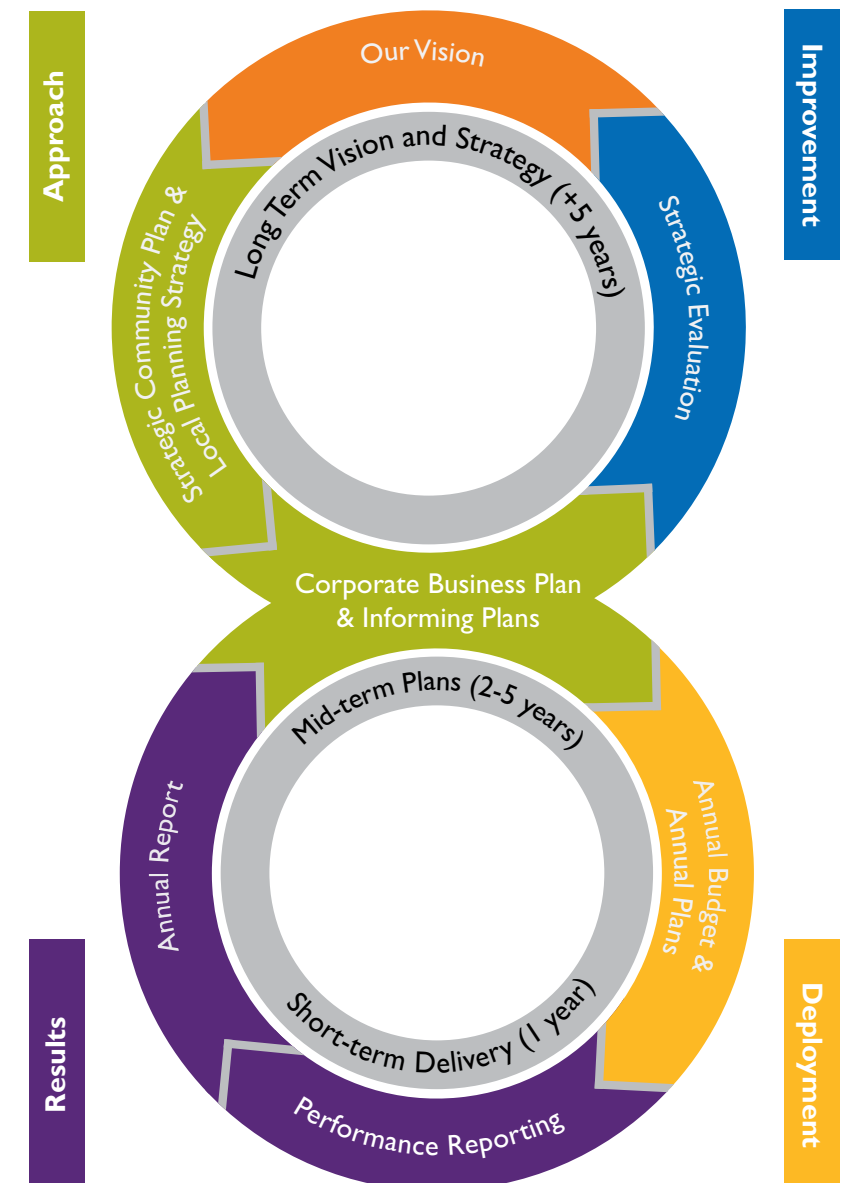 Approach
Improvement
Our Vision
Long Term Vision and Strategy (+5 years)
Strategic Community Plan &
Local Planning Strategy
Strategic Evaluation
Corporate Business Plan
& Informing Plans
Mid-term Plans (2-5 years)
Annual Report
Annual Budget &
Annual Plans
Short-term Delivery (1 year)
Performance Reporting
Results
Deployment